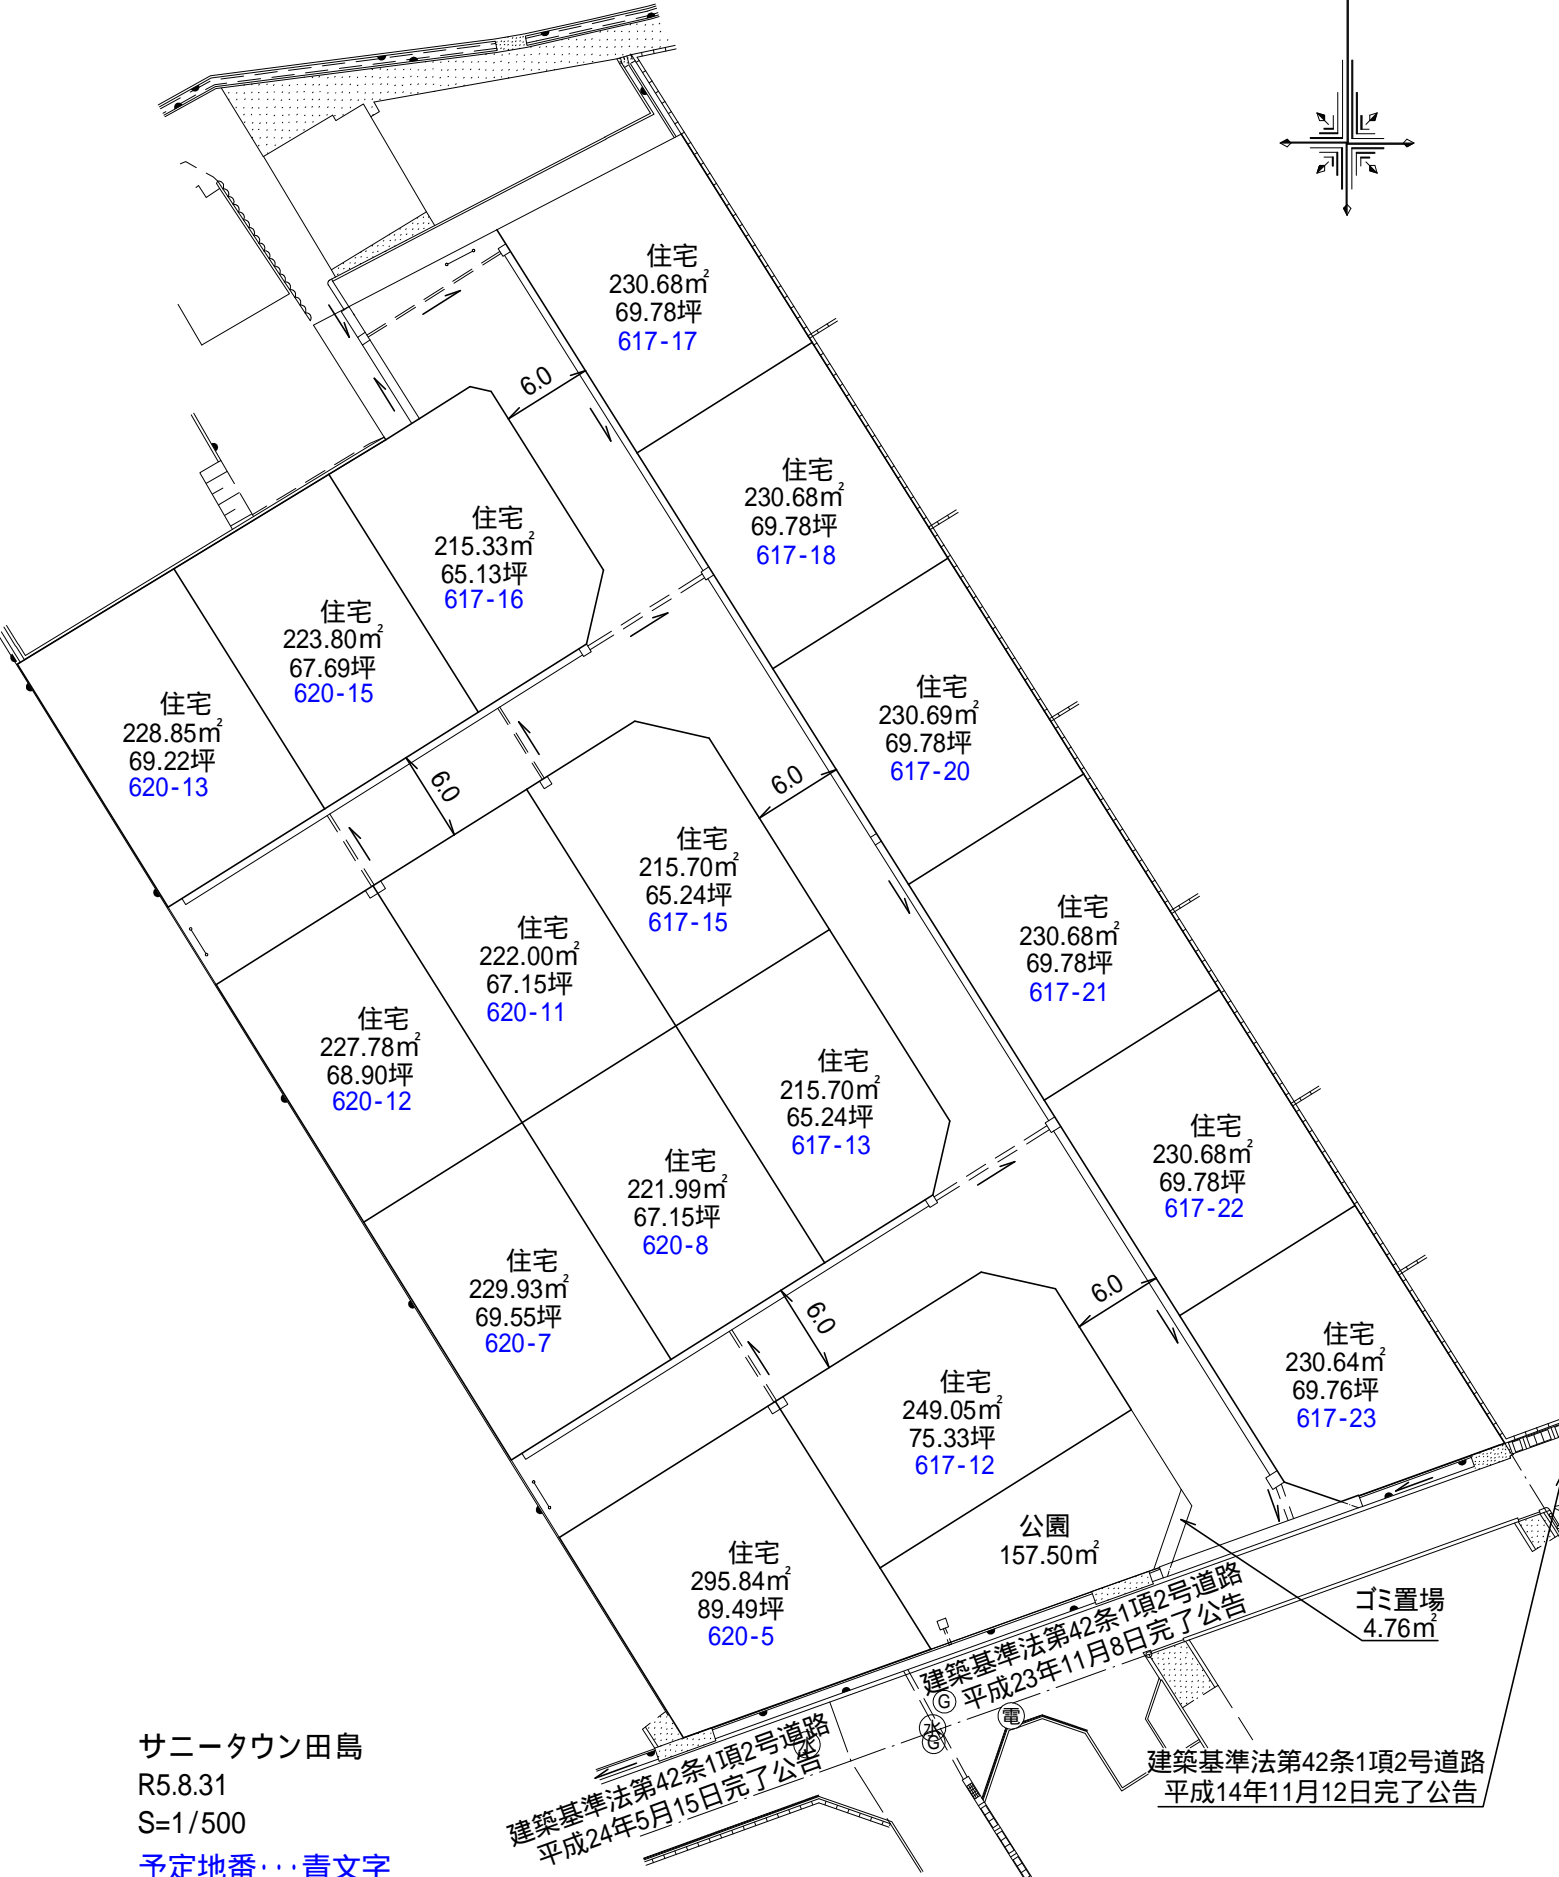 住宅
230.68㎡
69.78坪
617-17
6.0
住宅
230.68㎡
69.78坪
617-18
住宅
215.33㎡
65.13坪
617-16
住宅
223.80㎡
67.69坪
620-15
住宅
228.85㎡
69.22坪
620-13
住宅
230.69㎡
69.78坪
617-20
6.0
6.0
住宅
215.70㎡
65.24坪
617-15
住宅
222.00㎡
67.15坪
620-11
住宅
230.68㎡
69.78坪
617-21
住宅
227.78㎡
68.90坪
620-12
住宅
215.70㎡
65.24坪
617-13
住宅
221.99㎡
67.15坪
620-8
住宅
230.68㎡
69.78坪
617-22
住宅
229.93㎡
69.55坪
620-7
6.0
6.0
住宅
230.64㎡
69.76坪
617-23
住宅
249.05㎡
75.33坪
617-12
公園
157.50㎡
住宅
295.84㎡
89.49坪
620-5
ゴミ置場
4.76㎡
建築基準法第42条1項2号道路
平成23年11月8日完了公告
G
電
水
G
水
建築基準法第42条1項2号道路
平成24年5月15日完了公告
建築基準法第42条1項2号道路
平成14年11月12日完了公告
サニータウン田島
R5.8.31
S=1/500
予定地番･･･青文字